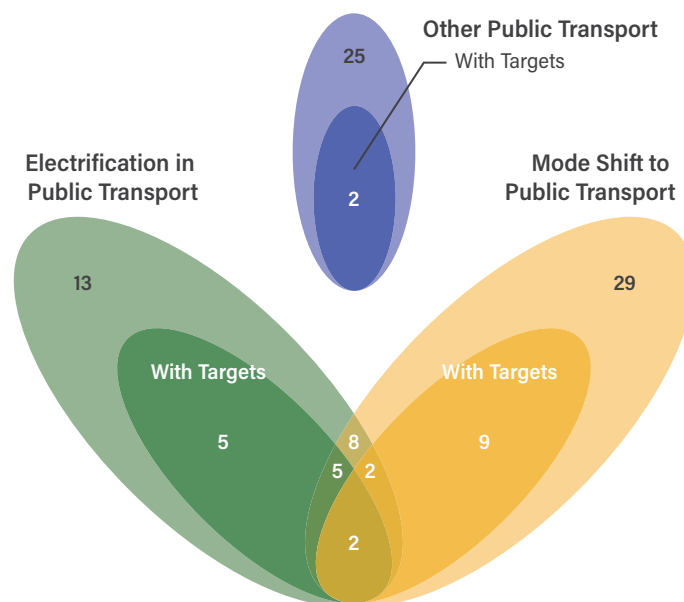 Other Public Transport
With Targets
25
2
Electrification in
Public Transport
Mode Shift to
Public Transport
13
29
With Targets
With Targets
5
8
9
5
2
2